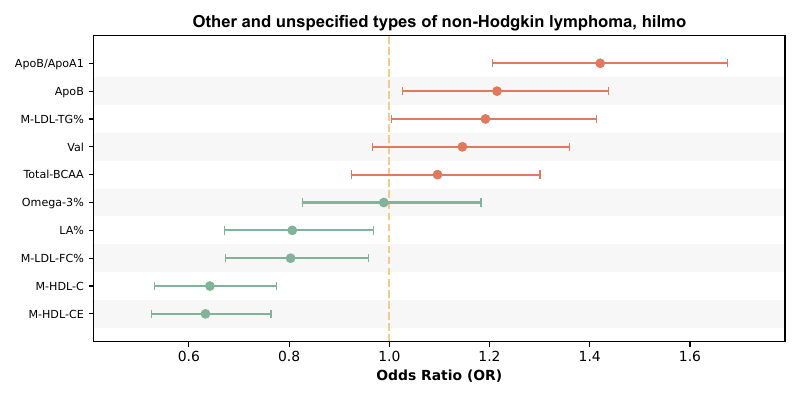 Other and unspecified types of non-Hodgkin lymphoma, hilmo
ApoB/ApoA1
ApoB
M-LDL-TG%
Val
Total-BCAA
Omega-3%
LA%
M-LDL-FC%
M-HDL-C
M-HDL-CE
0.6 0.8 1.0 1.2 1.4 1.6
Odds Ratio (OR)